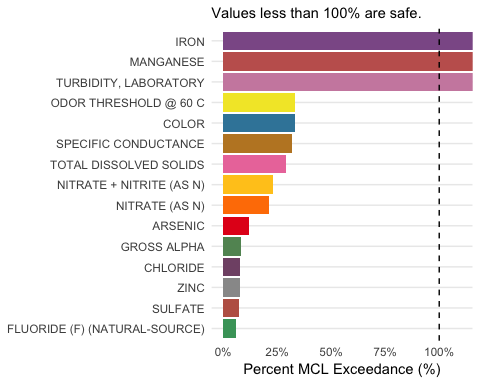 Values less than 100% are safe.
IRON
MANGANESE
TURBIDITY, LABORATORY
ODOR THRESHOLD @ 60 C
COLOR
SPECIFIC CONDUCTANCE
TOTAL DISSOLVED SOLIDS
NITRATE + NITRITE (AS N)
NITRATE (AS N)
ARSENIC
GROSS ALPHA
CHLORIDE
ZINC
SULFATE
FLUORIDE (F) (NATURAL-SOURCE)
0% 25% 50% 75% 100%
Percent MCL Exceedance (%)